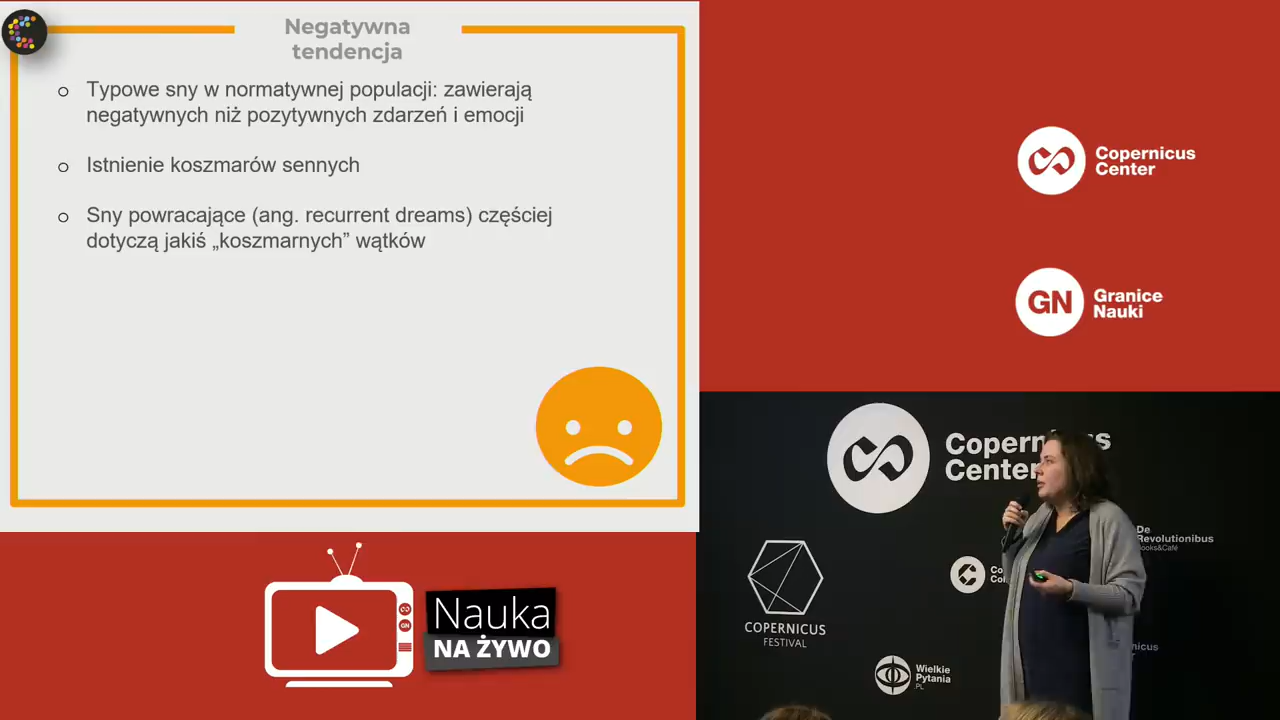 Negatywna
tendencja
o Typowe sny w normatywnej populacji: zawierają
negatywnych niż pozytywnych zdarzeń i emocji
o Istnienie koszmarów sennych
o Sny powracające (ang. recurrent dreams) częściej
dotyczą jakiś „koszmarnych” wątków
Copernicus
Center
GN
Granice
Nauki
Nauka
NA ŻYWO
Center
De
Revolutionibus
Books&Café
COPERNICUS
FESTIVAL
Wielkie
Pytania
.PL